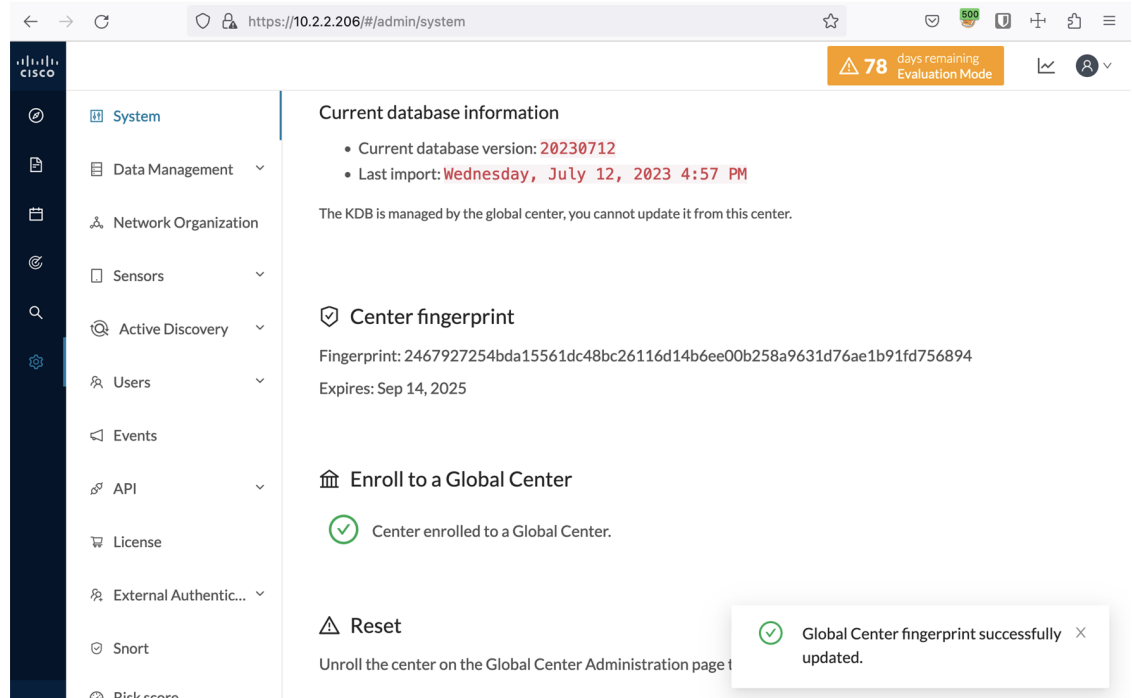 https://10.2.2.206/#/admin/system
500
cisco
78 days remaining
Evaluation Mode
System
Data Management
Network Organization
Sensors
Active Discovery
Users
Events
API
License
External Authentic...
Snort
Risk score
Current database information
• Current database version: 20230712
• Last import: Wednesday, July 12, 2023 4:57 PM
The KDB is managed by the global center, you cannot update it from this center.
Center fingerprint
Fingerprint: 2467927254bda15561dc48bc26116d14b6ee00b258a9631d76ae1b91fd756894
Expires: Sep 14, 2025
Enroll to a Global Center
Center enrolled to a Global Center.
Reset
Unroll the center on the Global Center Administration page
Global Center fingerprint successfully
updated.